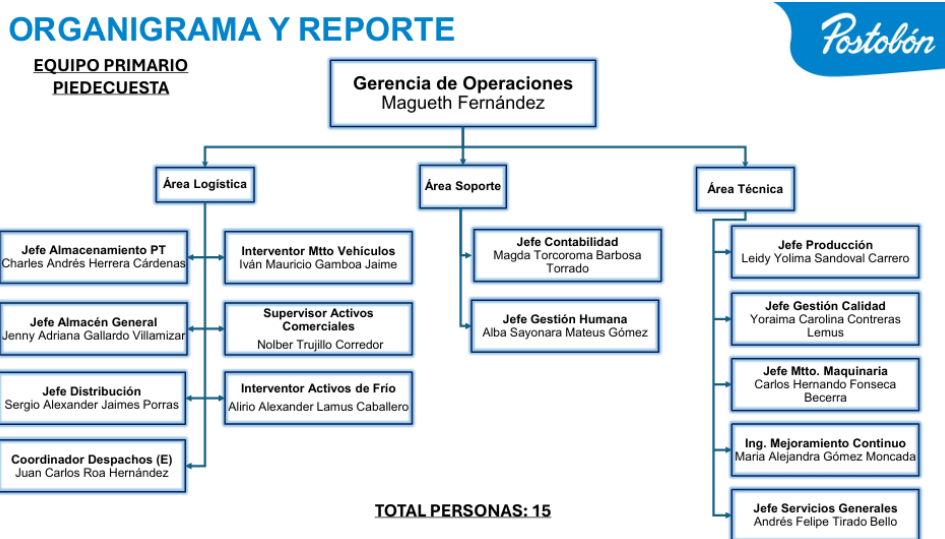 ORGANIGRAMA Y REPORTE
Postobón
EQUIPO PRIMARIO
PIEDECUESTA
Gerencia de Operaciones
Magueth Fernández
Área Logística
Área Soporte
Área Técnica
Jefe Almacenamiento PT
Charles Andrés Herrera Cárdenas
Interventor Mtto Vehículos
Iván Mauricio Gamboa Jaime
Jefe Almacén General
Jenny Adriana Gallardo Villamizar
Supervisor Activos
Comerciales
Nolber Trujillo Corredor
Jefe Distribución
Sergio Alexander Jaimes Porras
Interventor Activos de Frío
Alirio Alexander Lamus Caballero
Coordinador Despachos (E)
Juan Carlos Roa Hernández
Jefe Contabilidad
Magda Torcoroma Barbosa
Torrado
Jefe Gestión Humana
Alba Sayonara Mateus Gómez
Jefe Producción
Leidy Yolima Sandoval Carrero
Jefe Gestión Calidad
Yoraima Carolina Contreras
Lemus
Jefe Mtto. Maquinaria
Carlos Hernando Fonseca
Becerra
Ing. Mejoramiento Continuo
Maria Alejandra Gómez Moncada
Jefe Servicios Generales
Andrés Felipe Tirado Bello
TOTAL PERSONAS: 15